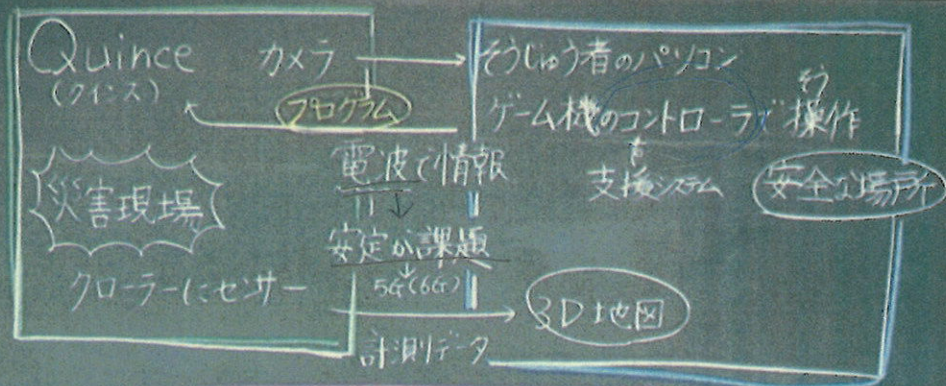 Quince
(クインス)
カメラ
プログラム
災害現場
クローラーにセンサー
電波で情報
安定が課題
5G(6G)
計測データ
そうじゅう者のパソコン
そう
ゲーム機のコントローラで操作
支援システム
安全な場所
3D地図